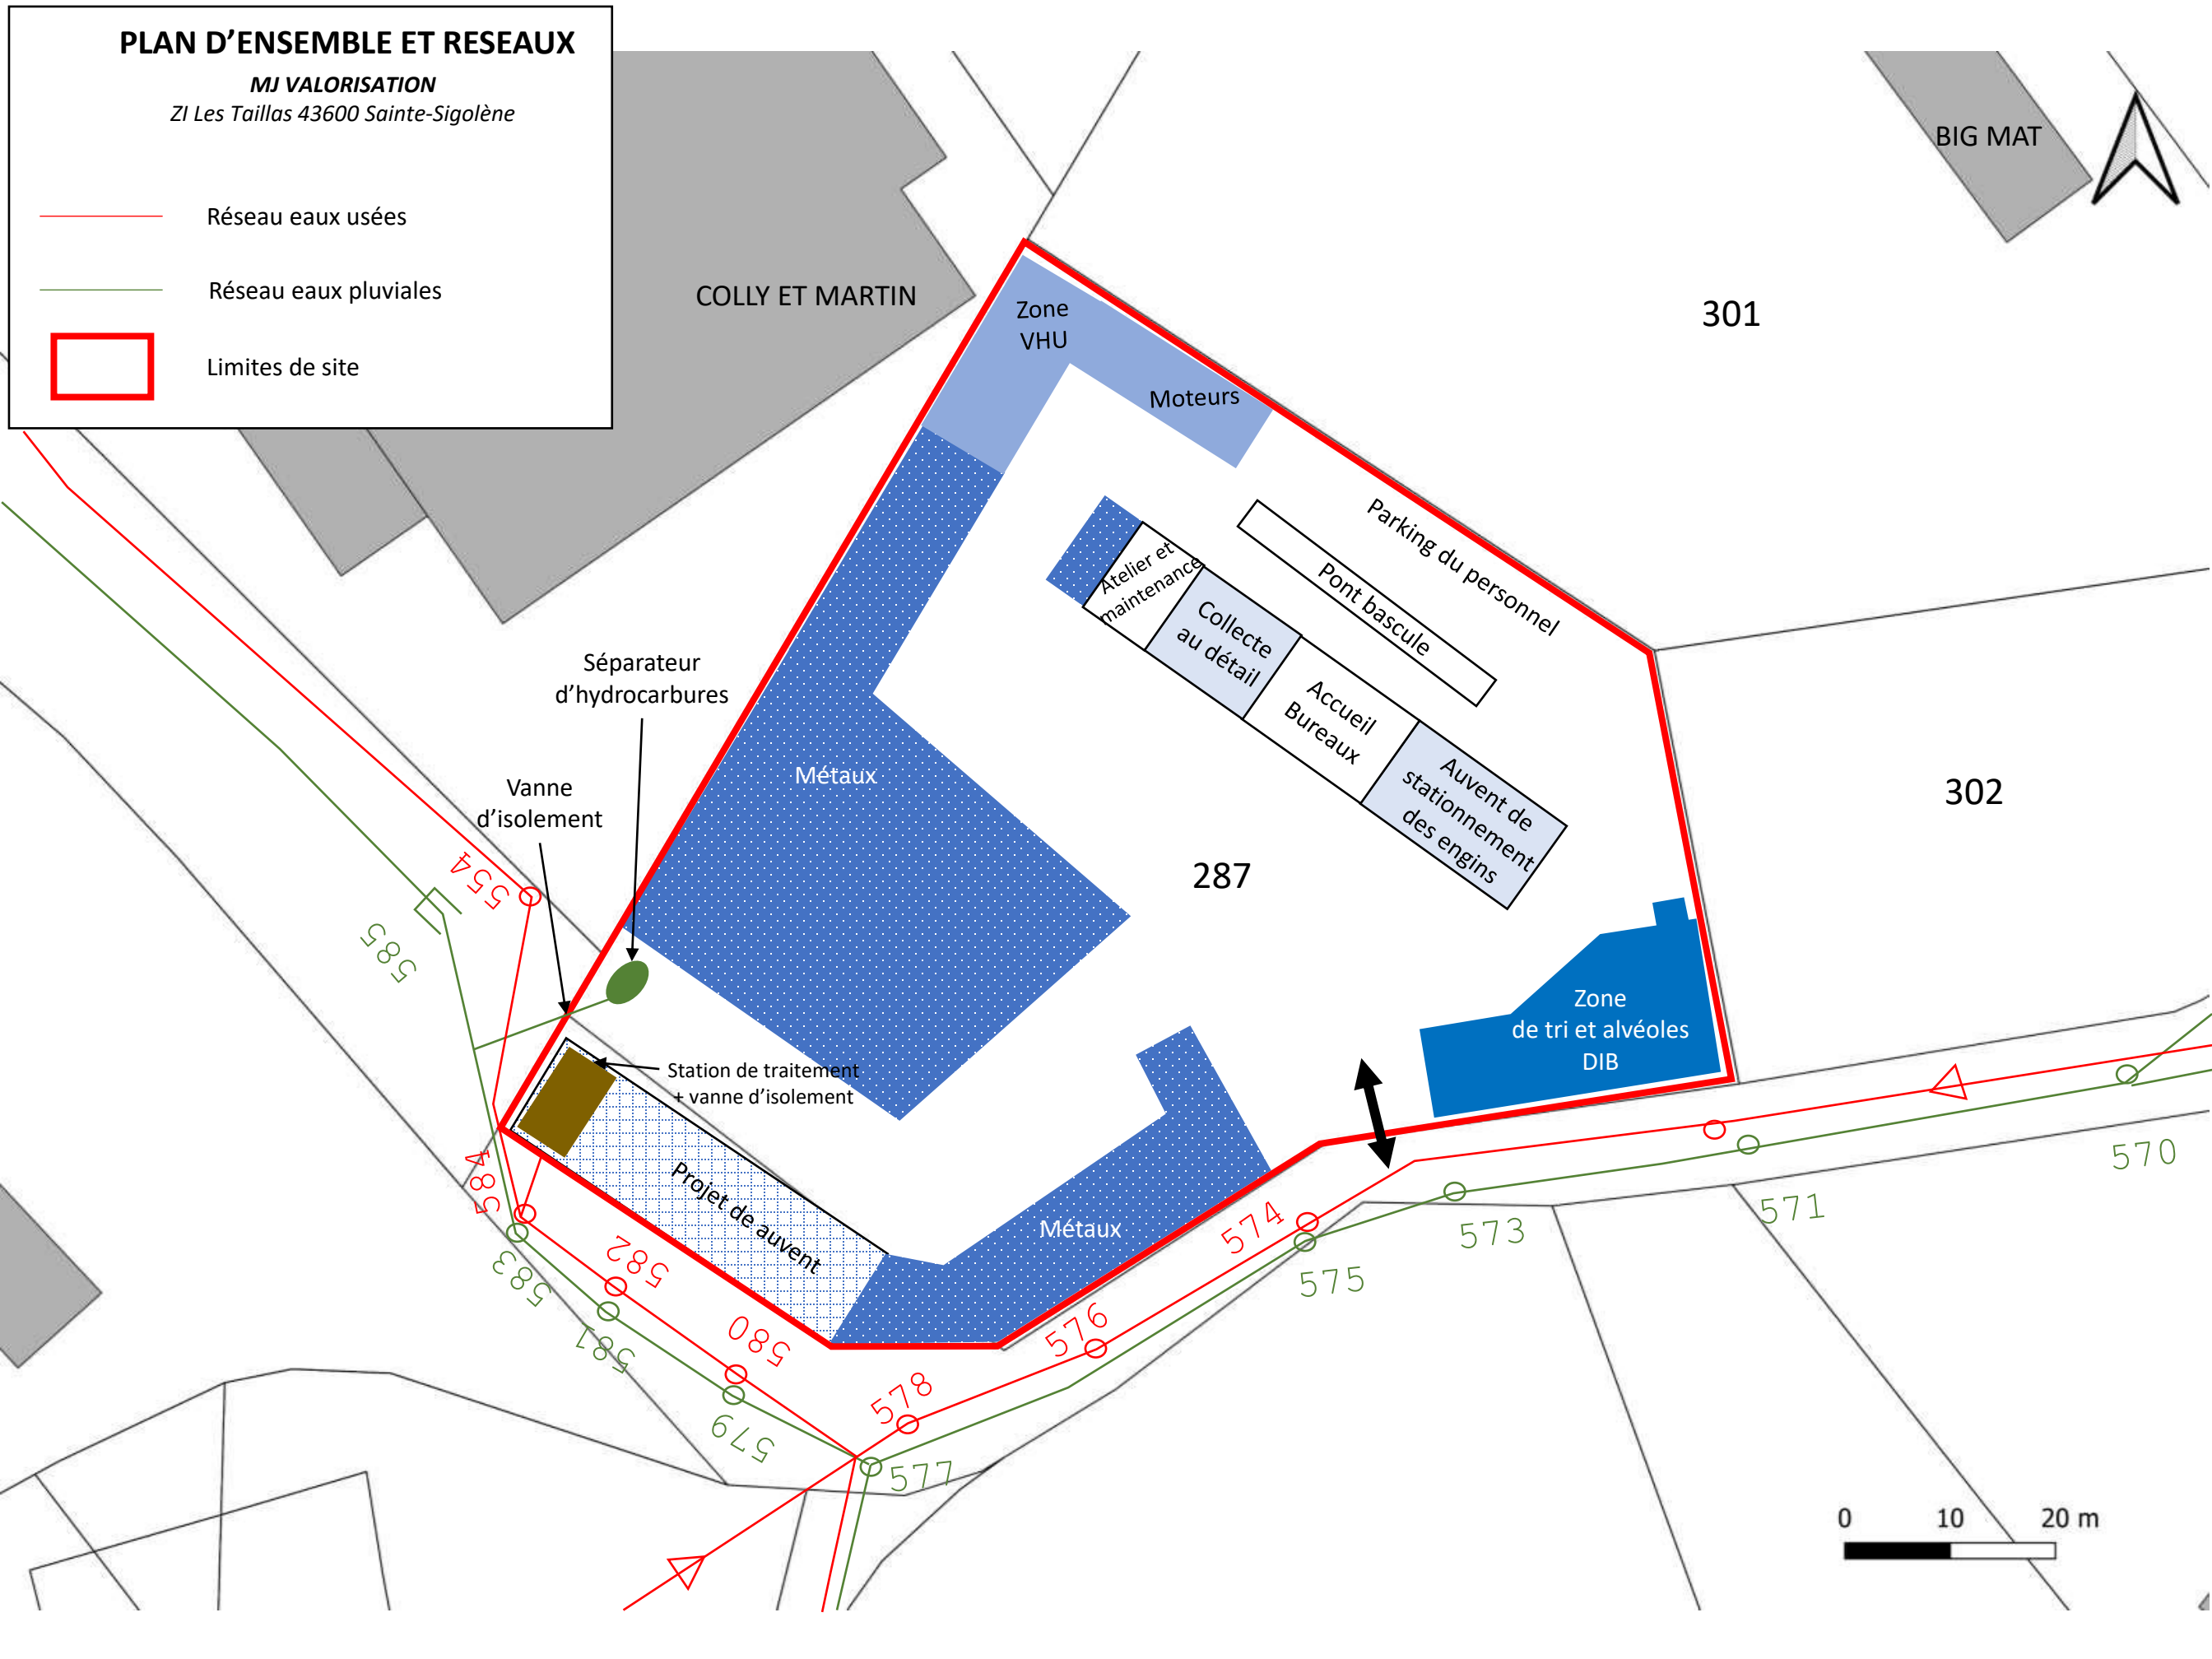 PLAN D’ENSEMBLE ET RESEAUX
MJ VALORISATION
ZI Les Taillas 43600 Sainte-Sigolène
Réseau eaux usées
Réseau eaux pluviales
Limites de site
BIG MAT
COLLY ET MARTIN
301
Zone
VHU
Moteurs
Parking du personnel
Pont bascule
Atelier et
maintenance
Collecte
au détail
Accueil
Bureaux
Auvent de
stationnement
des engins
Séparateur
d’hydrocarbures
Vanne
d’isolement
Métaux
302
287
554
585
Zone
de tri et alvéoles
DIB
Station de traitement
+ vanne d’isolement
Projet de auvent
Métaux
584
583
582
581
580
579
578
577
576
575
574
573
571
570
0 10 20 m